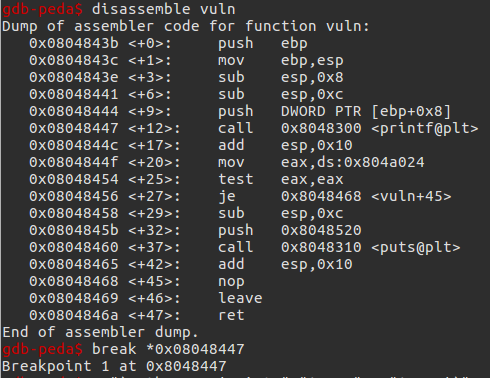 gdb-peda$ disassemble vuln
Dump of assembler code for function vuln:
   0x0804843b <+0>:     push   ebp
   0x0804843c <+1>:     mov    ebp,esp
   0x0804843e <+3>:     sub    esp,0x8
   0x08048441 <+6>:     sub    esp,0xc
   0x08048444 <+9>:     push   DWORD PTR [ebp+0x8]
   0x08048447 <+12>:    call   0x8048300 <printf@plt>
   0x0804844c <+17>:    add    esp,0x10
   0x0804844f <+20>:    mov    eax,ds:0x804a024
   0x08048454 <+25>:    test   eax,eax
   0x08048456 <+27>:    je     0x8048468 <vuln+45>
   0x08048458 <+29>:    sub    esp,0xc
   0x0804845b <+32>:    push   0x8048520
   0x08048460 <+37>:    call   0x8048310 <puts@plt>
   0x08048465 <+42>:    add    esp,0x10
   0x08048468 <+45>:    nop
   0x08048469 <+46>:    leave
   0x0804846a <+47>:    ret
End of assembler dump.
gdb-peda$ break *0x08048447
Breakpoint 1 at 0x8048447